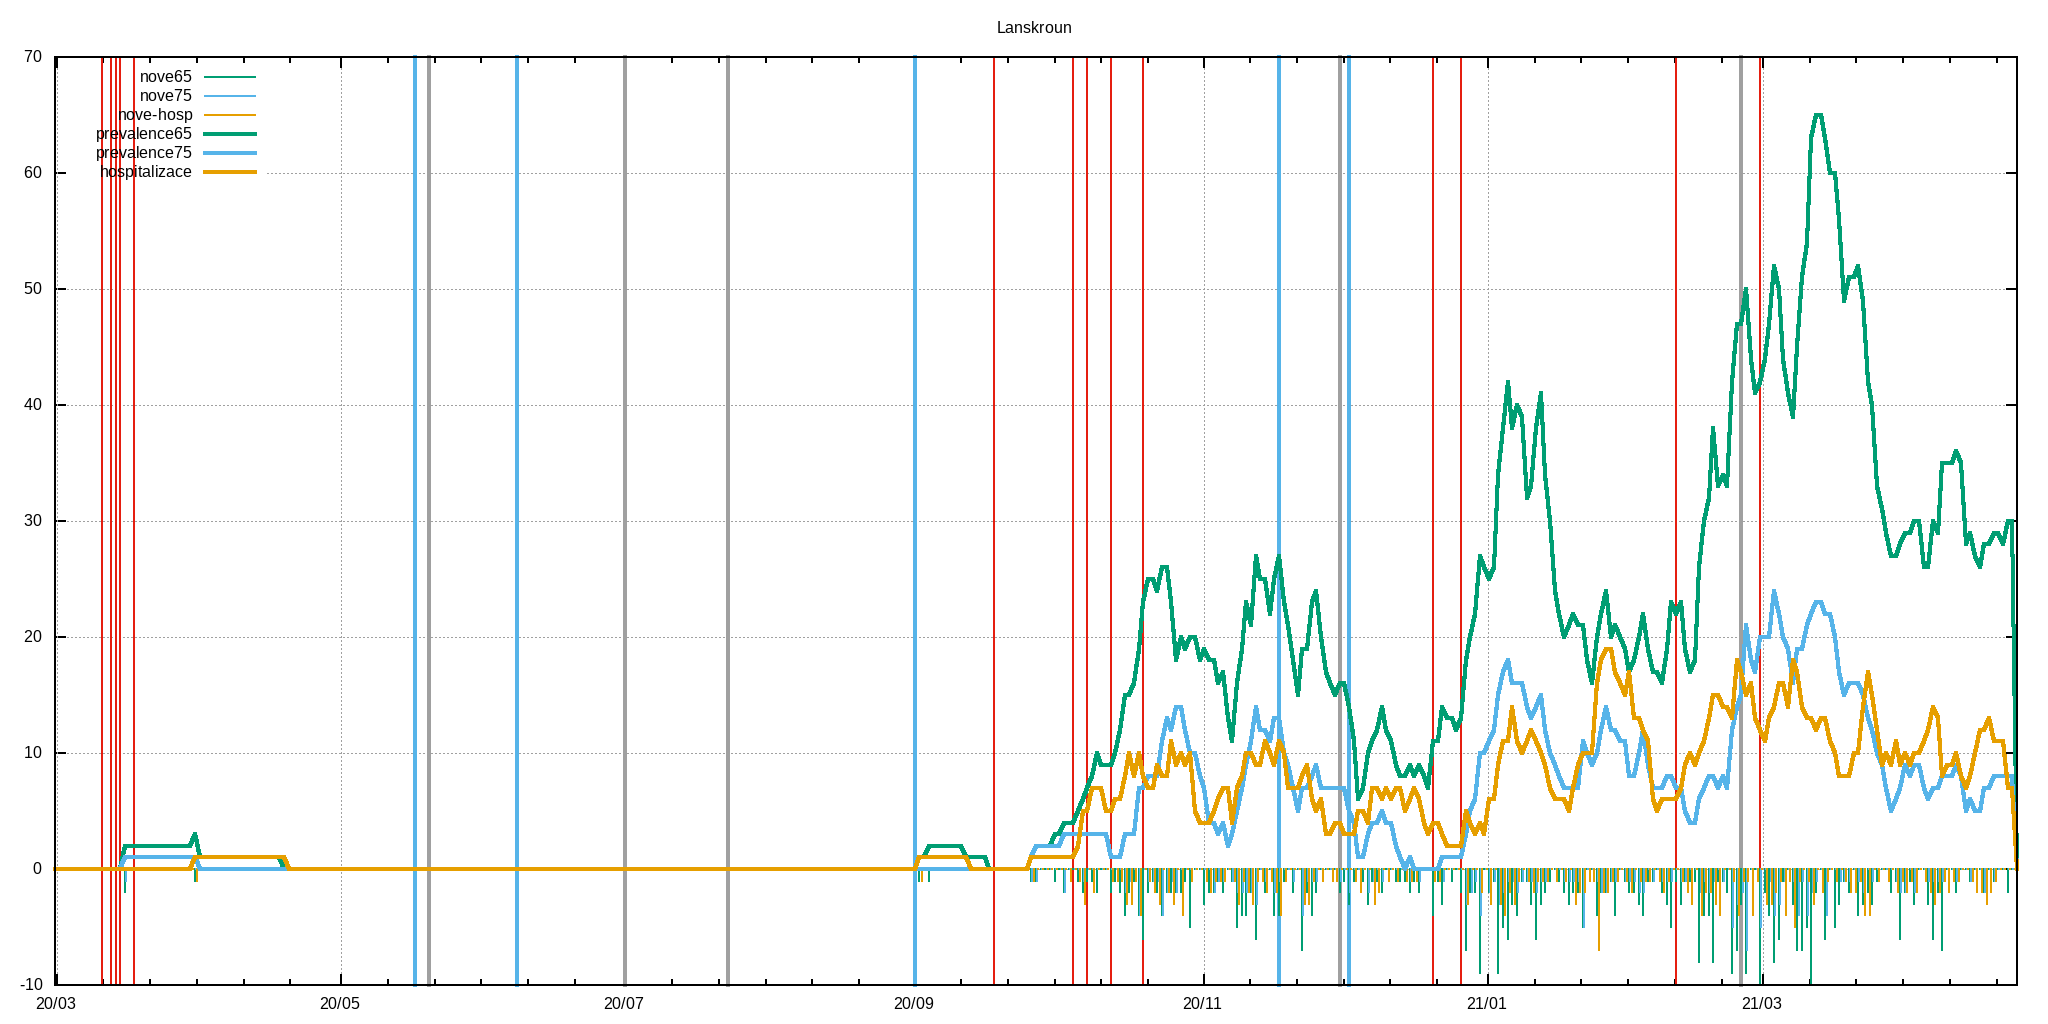 Lanskroun
70
60
50
40
30
20
10
0
-10
nove65
nove75
nove-hosp
prevalence65
prevalence75
hospitalizace
20/03 20/05 20/07 20/09 20/11 21/01 21/03